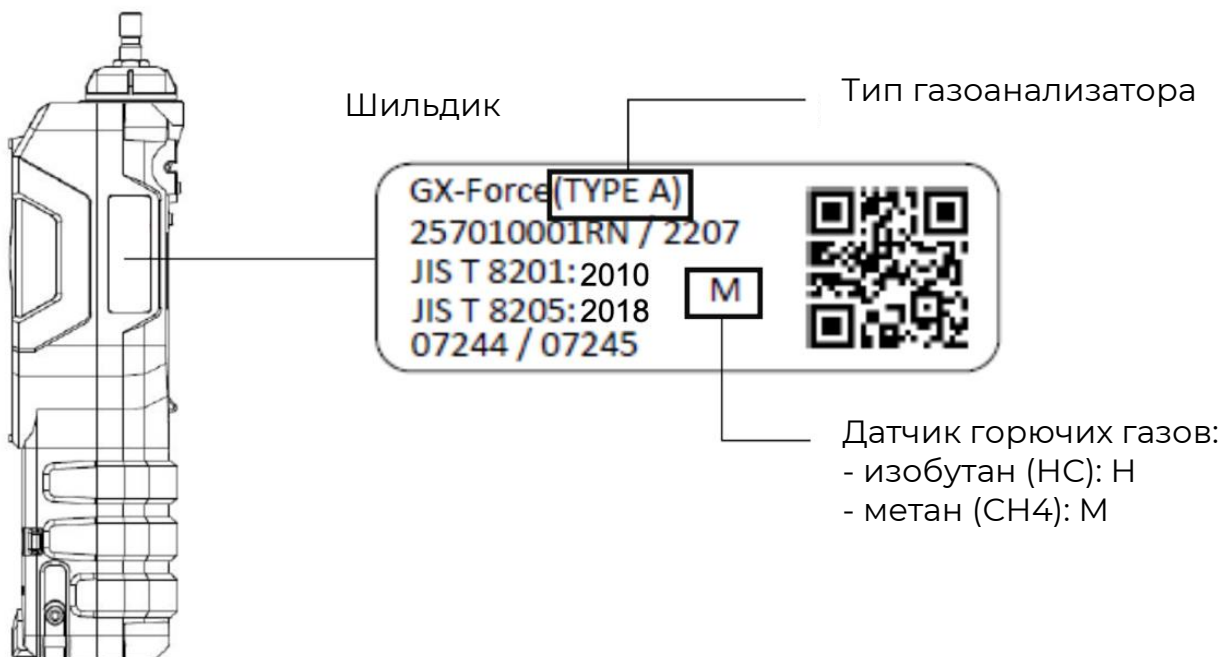 Шильдик
Тип газоанализатора
GX-Force(TYPE A)
257010001RN / 2207
JIS T 8201: 2010
JIS T 8205: 2018
M
07244 / 07245
Датчик горючих газов:
- изобутан (HC): H
- метан (CH4): M